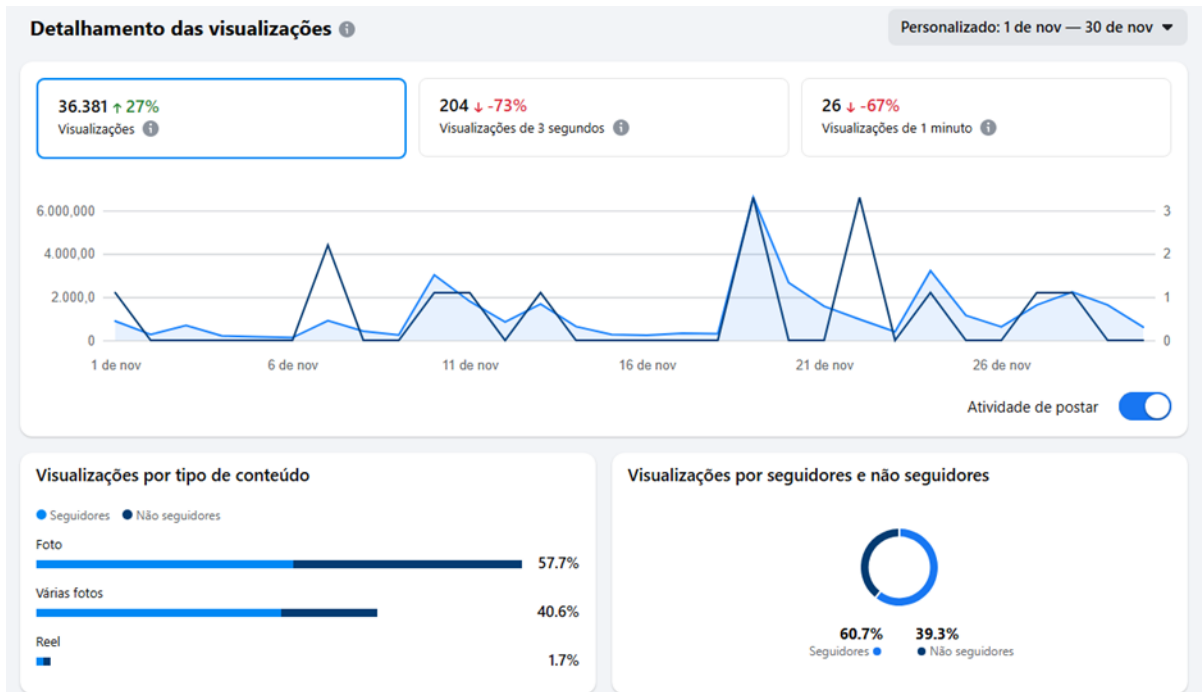 Detalhamento das visualizações
Personalizado: 1 de nov — 30 de nov
36.381 ↑ 27%
Visualizações
204 ↓ -73%
Visualizações de 3 segundos
26 ↓ -67%
Visualizações de 1 minuto
6.000,000
3
4.000,00
2
2.000,0
1
0
0
1 de nov
6 de nov
11 de nov
16 de nov
21 de nov
26 de nov
Atividade de postar
Visualizações por tipo de conteúdo
Seguidores Não seguidores
Foto
57.7%
Várias fotos
40.6%
Reel
1.7%
Visualizações por seguidores e não seguidores
60.7% 39.3%
Seguidores Não seguidores